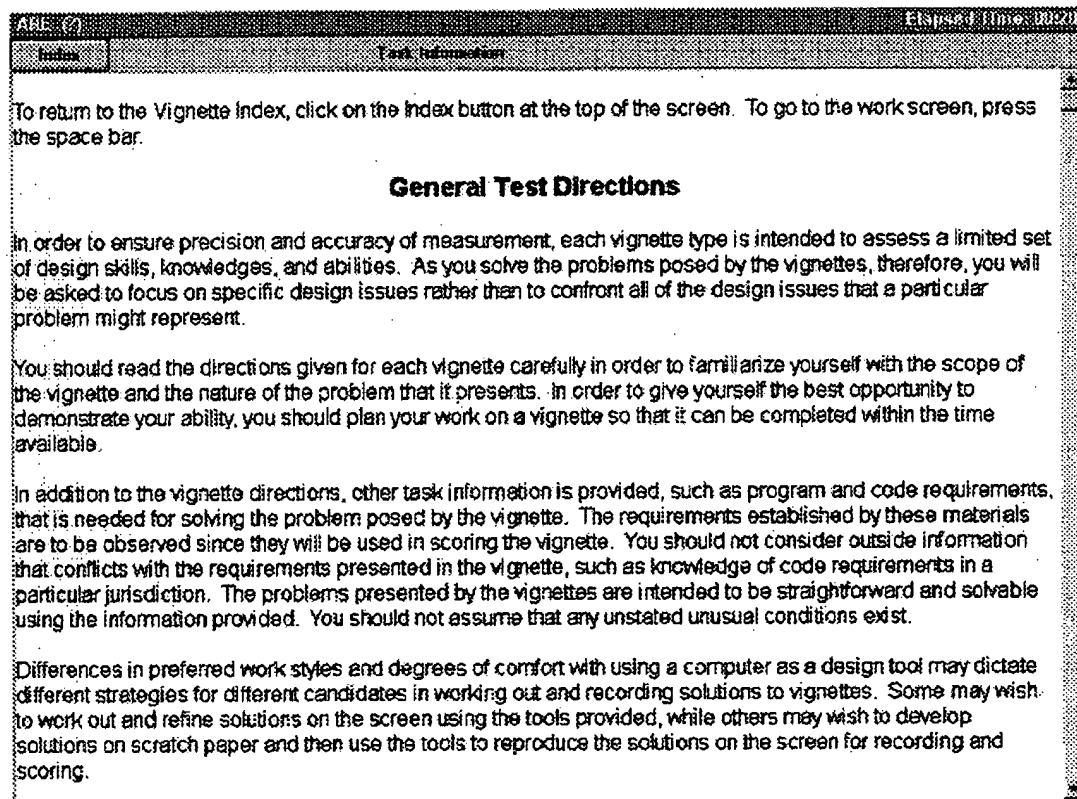 Index
Task Information
To return to the Vignette Index, click on the Index button at the top of the screen. To go to the work screen, press
the space bar.
General Test Directions
In order to ensure precision and accuracy of measurement, each vignette type is intended to assess a limited set
of design skills, knowledges, and abilities. As you solve the problems posed by the vignettes, therefore, you will
be asked to focus on specific design issues rather than to confront all of the design issues that a particular
problem might represent.
You should read the directions given for each vignette carefully in order to familiarize yourself with the scope of
the vignette and the nature of the problem that it presents. In order to give yourself the best opportunity to
demonstrate your ability, you should plan your work on a vignette so that it can be completed within the time
available.
In addition to the vignette directions, other task information is provided, such as program and code requirements,
that is needed for solving the problem posed by the vignette. The requirements established by these materials
are to be observed since they will be used in scoring the vignette. You should not consider outside information
that conflicts with the requirements presented in the vignette, such as knowledge of code requirements in a
particular jurisdiction. The problems presented by the vignettes are intended to be straightforward and solvable
using the information provided. You should not assume that any unstated unusual conditions exist.
Differences in preferred work styles and degrees of comfort with using a computer as a design tool may dictate
different strategies for different candidates in working out and recording solutions to vignettes. Some may wish
to work out and refine solutions on the screen using the tools provided, while others may wish to develop
solutions on scratch paper and then use the tools to reproduce the solutions on the screen for recording and
scoring.